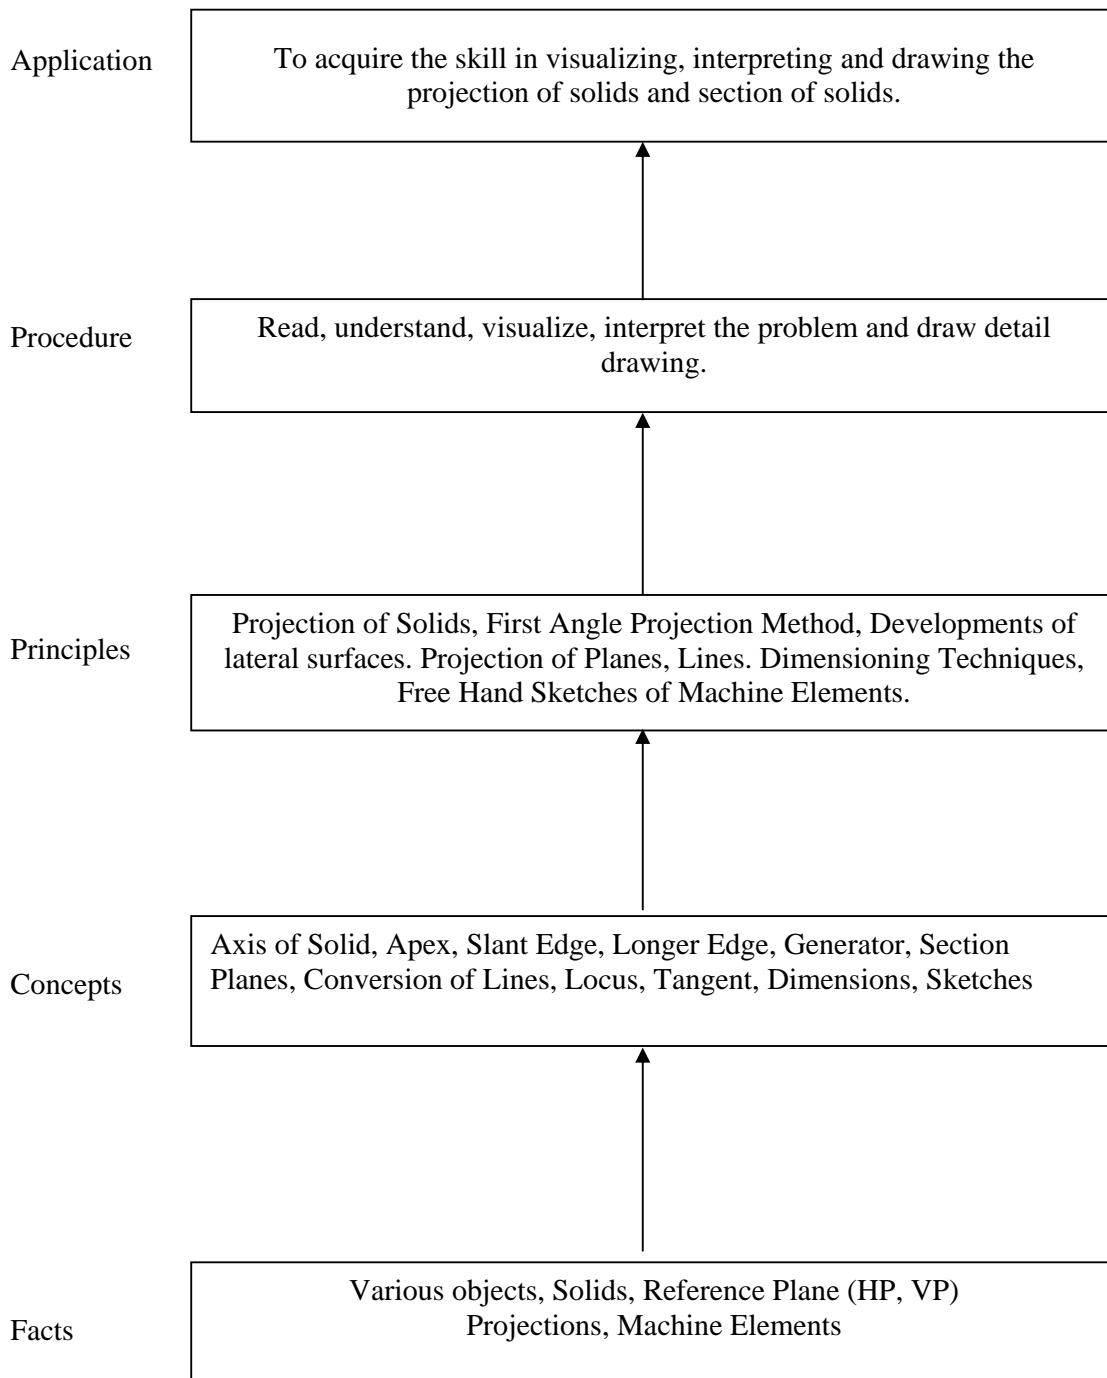 Application
To acquire the skill in visualizing, interpreting and drawing the
projection of solids and section of solids.
Procedure
Read, understand, visualize, interpret the problem and draw detail
drawing.
Principles
Projection of Solids, First Angle Projection Method, Developments of
lateral surfaces. Projection of Planes, Lines. Dimensioning Techniques,
Free Hand Sketches of Machine Elements.
Concepts
Axis of Solid, Apex, Slant Edge, Longer Edge, Generator, Section
Planes, Conversion of Lines, Locus, Tangent, Dimensions, Sketches
Facts
Various objects, Solids, Reference Plane (HP, VP)
Projections, Machine Elements